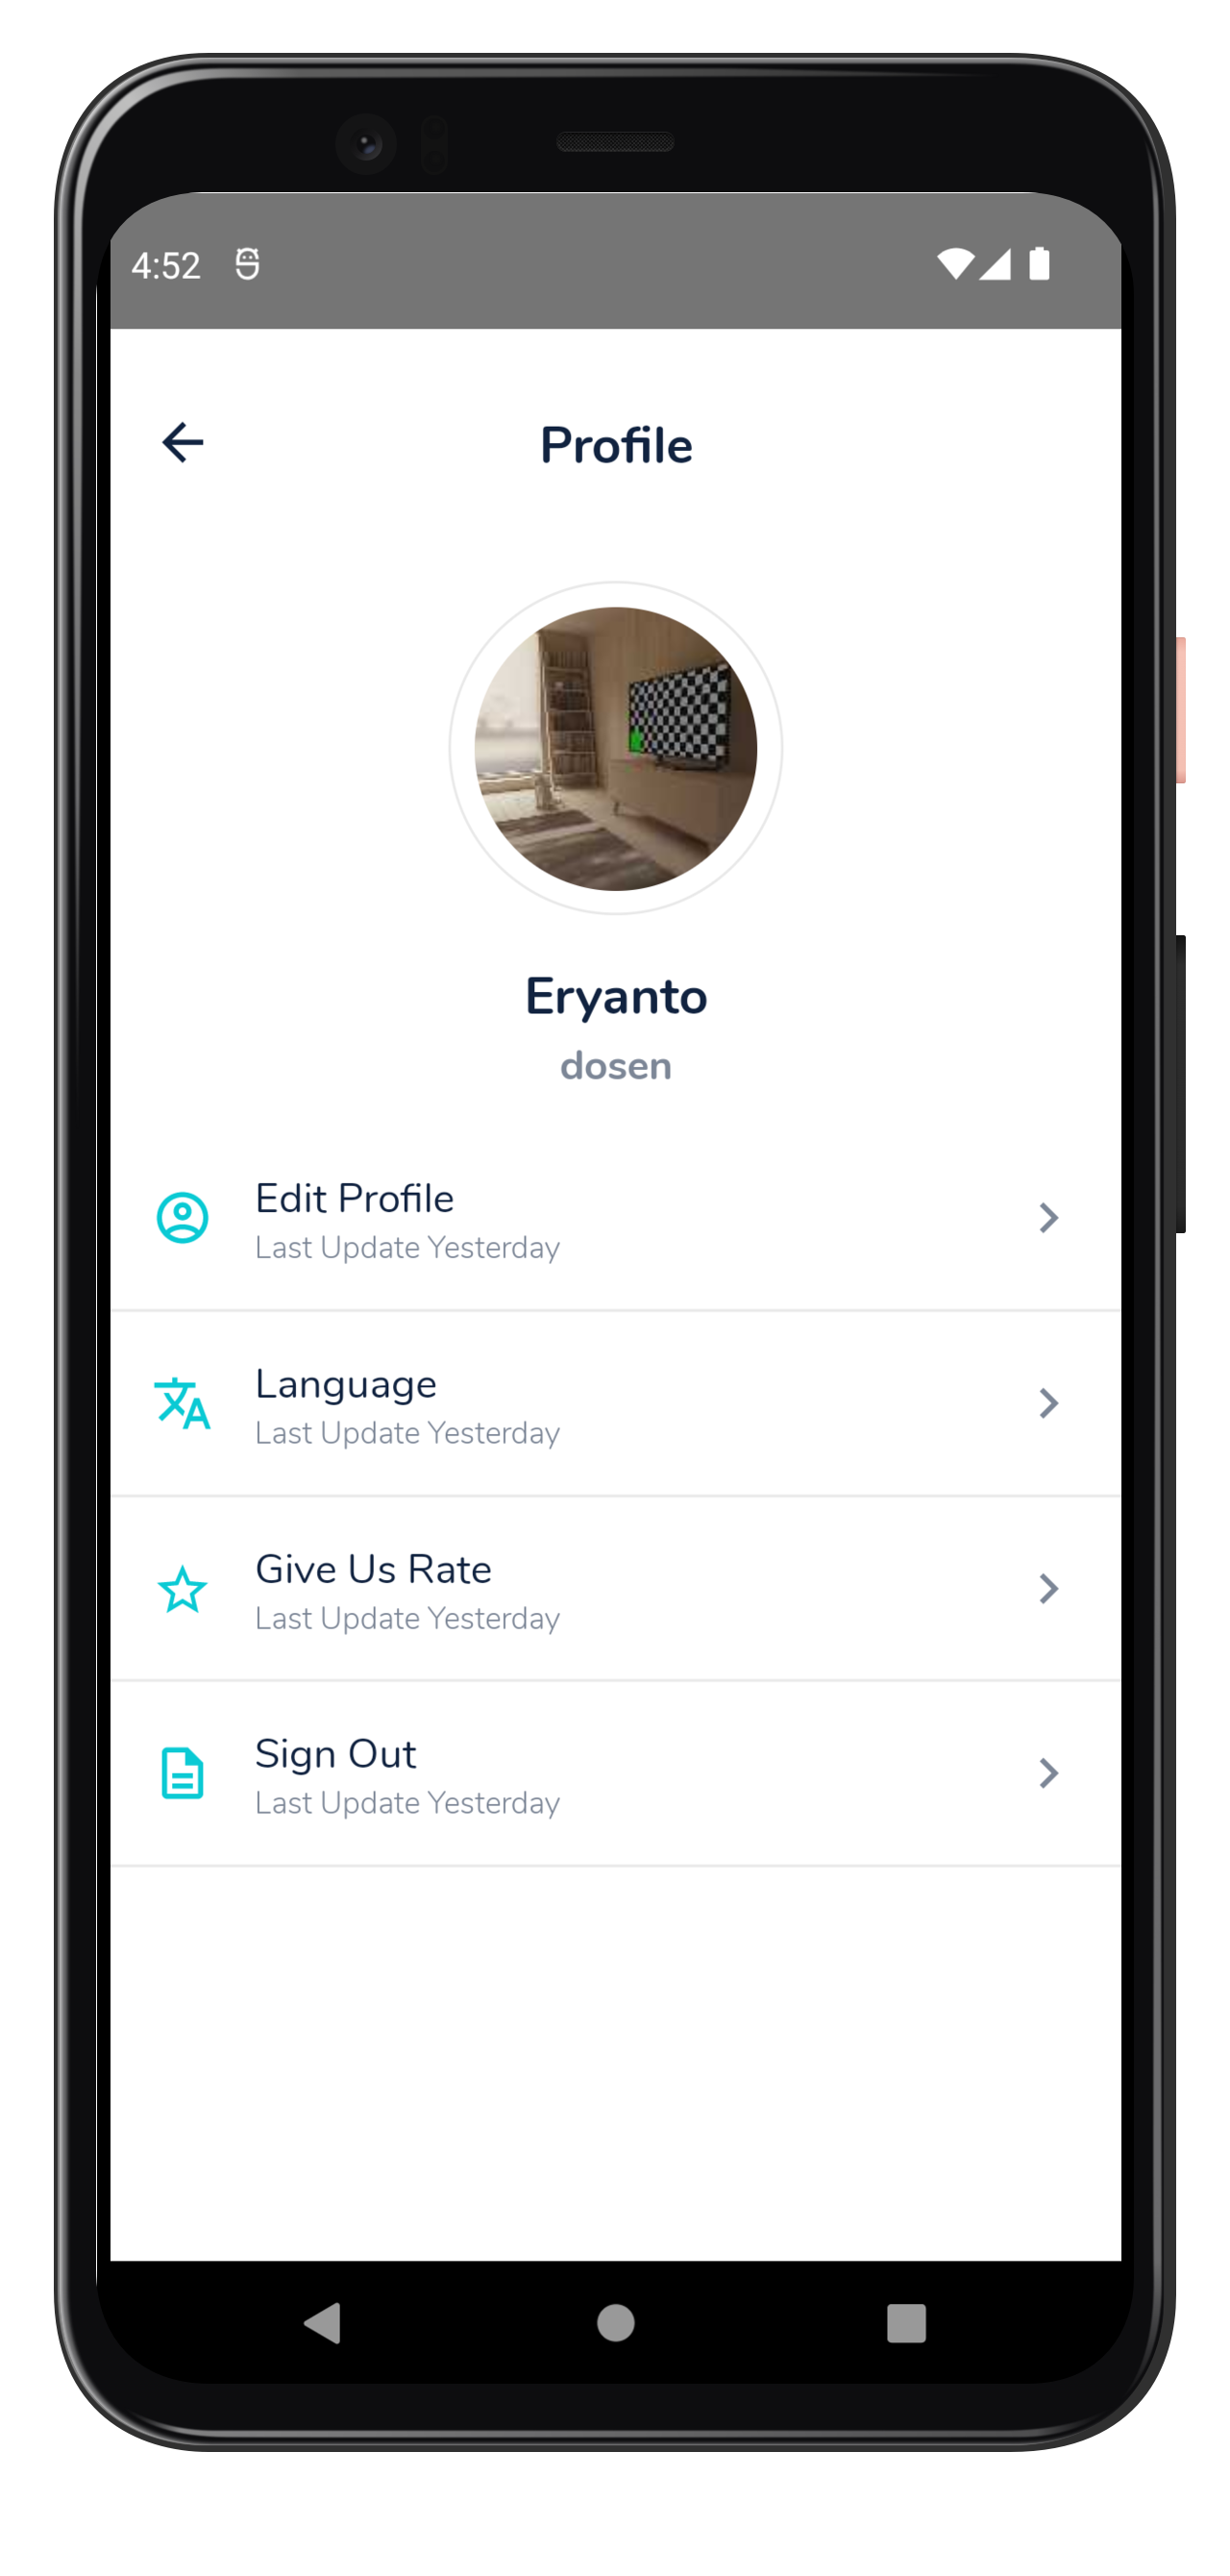 4:52
Profile
Eryanto
dosen
Edit Profile
Last Update Yesterday
Language
Last Update Yesterday
Give Us Rate
Last Update Yesterday
Sign Out
Last Update Yesterday